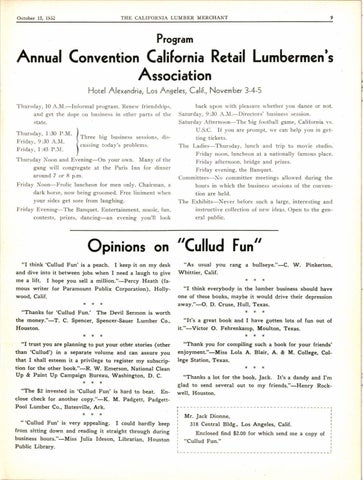 October 15, 1932 THE CALIFORNIA LUMBER MERCHANT 9
Program
Annual Convention California Retail Lumbermen's
Association
Hotel Alexandria, Los Angeles, Calif., November 3-4-5
Thursday, 10 A.M.—Informal program. Renew friendships,
and get the dope on business in other parts of the
state.
Thursday, 1:30 P.M.
Friday, 9:30 A.M.
Friday, 1:45 P.M.
Three big business sessions, dis-
cussing today's problems.
Thursday Noon and Evening—On your own. Many of the
gang will congregate at the Paris Inn for dinner
around 7 or 8 p.m.
Friday Noon—Frolic luncheon for men only. Chairman, a
dark horse, now being groomed. Free liniment when
your sides get sore from laughing.
Friday Evening—The Banquet. Entertainment, music, fun,
contests, prizes, dancing—an evening you'll look
back upon with pleasure whether you dance or not.
Saturday, 9:30 A.M.—Directors' business session.
Saturday Afternoon—The big football game, California vs.
U.S.C. If you are prompt, we can help you in get-
ting tickets.
The Ladies—Thursday, lunch and trip to movie studio.
Friday noon, luncheon at a nationally famous place.
Friday afternoon, bridge and prizes.
Friday evening, the Banquet.
Committees—No committee meetings allowed during the
hours in which the business sessions of the conven-
tion are held.
The Exhibits—Never before such a large, interesting and
instructive collection of new ideas. Open to the gen-
eral public.
Opinions on "Cullud Fun"
"I think 'Cullud Fun' is a peach. I keep it on my desk
and dive into it between jobs when I need a laugh to give
me a lift. I hope you sell a million."—Percy Heath (fa-
mous writer for Paramount Public Corporation), Holly-
wood, Calif.
* * *
"Thanks for 'Cullud Fun.' The Devil Sermon is worth
the money."—T. C. Spencer, Spencer-Sauer Lumber Co.,
Houston.
* * *
"I trust you are planning to put your other stories (other
than 'Cullud') in a separate volume and can assure you
that I shall esteem it a privilege to register my subscrip-
tion for the other book."—R. W. Emerson, National Clean
Up & Paint Up Campaign Bureau, Washington, D. C.
* * *
"The $2 invested in 'Cullud Fun' is hard to beat. En-
close check for another copy."—K. M. Padgett, Padgett-
Pool Lumber Co., Batesville, Ark.
* * *
"'Cullud Fun' is very appealing. I could hardly keep
from sitting down and reading it straight through during
business hours."—Miss Julia Ideson, Librarian, Houston
Public Library.
"As usual you rang a bullseye."—C. W. Pinkerton,
Whittier, Calif.
* * *
"I think everybody in the lumber business should have
one of these books, maybe it would drive their depression
away."—O. D. Cruse, Hull, Texas.
* * *
"It's a great book and I have gotten lots of fun out of
it."—Victor O. Fehrenkamp, Moulton, Texas.
* * *
"Thank you for compiling such a book for your friends'
enjoyment."—Miss Lola A. Blair, A. & M. College, Col-
lege Station, Texas.
* * *
"Thanks a lot for the book, Jack. It's a dandy and I'm
glad to send several out to my friends."—Henry Rock-
well, Houston.
Mr. Jack Dionne,
318 Central Bldg., Los Angeles, Calif.
Enclosed find $2.00 for which send me a copy of
"Cullud Fun."